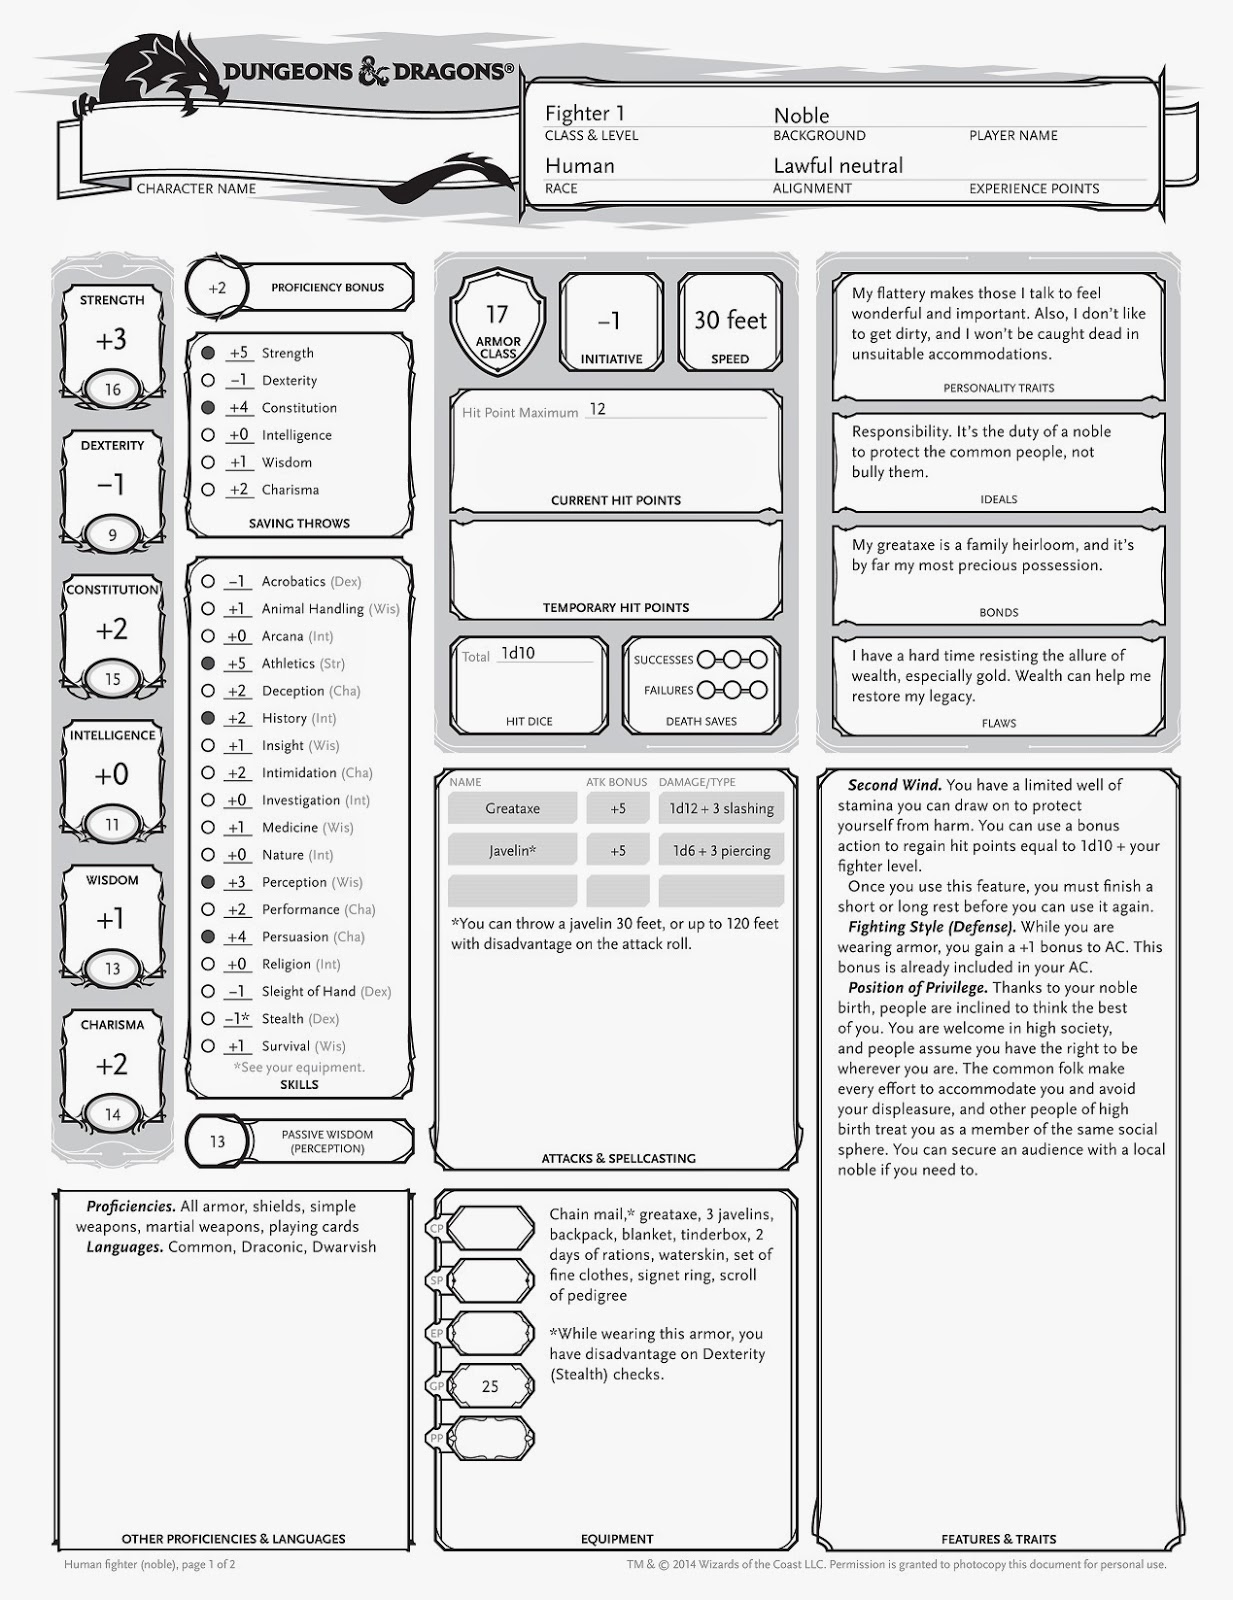 DUNGEONS & DRAGONS®
CHARACTER NAME
Fighter 1
CLASS & LEVEL
Noble
BACKGROUND
PLAYER NAME
Human
RACE
Lawful neutral
ALIGNMENT
EXPERIENCE POINTS
STRENGTH
+3
16
DEXTERITY
–1
9
CONSTITUTION
+2
15
INTELLIGENCE
+0
11
WISDOM
+1
13
CHARISMA
+2
14
+2 PROFICIENCY BONUS
+5 Strength
–1 Dexterity
+4 Constitution
+0 Intelligence
+1 Wisdom
+2 Charisma
SAVING THROWS
–1 Acrobatics (Dex)
+1 Animal Handling (Wis)
+0 Arcana (Int)
+5 Athletics (Str)
+2 Deception (Cha)
+2 History (Int)
+1 Insight (Wis)
+2 Intimidation (Cha)
+0 Investigation (Int)
+1 Medicine (Wis)
+0 Nature (Int)
+3 Perception (Wis)
+2 Performance (Cha)
+4 Persuasion (Cha)
+0 Religion (Int)
–1 Sleight of Hand (Dex)
–1* Stealth (Dex)
+1 Survival (Wis)
*See your equipment.
SKILLS
13 PASSIVE WISDOM
(PERCEPTION)
Proficiencies. All armor, shields, simple
weapons, martial weapons, playing cards
Languages. Common, Draconic, Dwarvish
OTHER PROFICIENCIES & LANGUAGES
17
ARMOR
CLASS
–1
INITIATIVE
30 feet
SPEED
Hit Point Maximum 12
CURRENT HIT POINTS
TEMPORARY HIT POINTS
Total 1d10
HIT DICE
SUCCESSES
FAILURES
DEATH SAVES
NAME ATK BONUS DAMAGE/TYPE
Greataxe +5 1d12 + 3 slashing
Javelin* +5 1d6 + 3 piercing
*You can throw a javelin 30 feet, or up to 120 feet
with disadvantage on the attack roll.
ATTACKS & SPELLCASTING
CP
SP
EP
GP 25
PP
Chain mail,* greataxe, 3 javelins,
backpack, blanket, tinderbox, 2
days of rations, waterskin, set of
fine clothes, signet ring, scroll
of pedigree
*While wearing this armor, you
have disadvantage on Dexterity
(Stealth) checks.
EQUIPMENT
My flattery makes those I talk to feel
wonderful and important. Also, I don’t like
to get dirty, and I won’t be caught dead in
unsuitable accommodations.
PERSONALITY TRAITS
Responsibility. It’s the duty of a noble
to protect the common people, not
bully them.
IDEALS
My greataxe is a family heirloom, and it’s
by far my most precious possession.
BONDS
I have a hard time resisting the allure of
wealth, especially gold. Wealth can help me
restore my legacy.
FLAWS
Second Wind. You have a limited well of
stamina you can draw on to protect
yourself from harm. You can use a bonus
action to regain hit points equal to 1d10 + your
fighter level.
Once you use this feature, you must finish a
short or long rest before you can use it again.
Fighting Style (Defense). While you are
wearing armor, you gain a +1 bonus to AC. This
bonus is already included in your AC.
Position of Privilege. Thanks to your noble
birth, people are inclined to think the best
of you. You are welcome in high society,
and people assume you have the right to be
wherever you are. The common folk make
every effort to accommodate you and avoid
your displeasure, and other people of high
birth treat you as a member of the same social
sphere. You can secure an audience with a local
noble if you need to.
FEATURES & TRAITS
Human fighter (noble), page 1 of 2
TM & © 2014 Wizards of the Coast LLC. Permission is granted to photocopy this document for personal use.